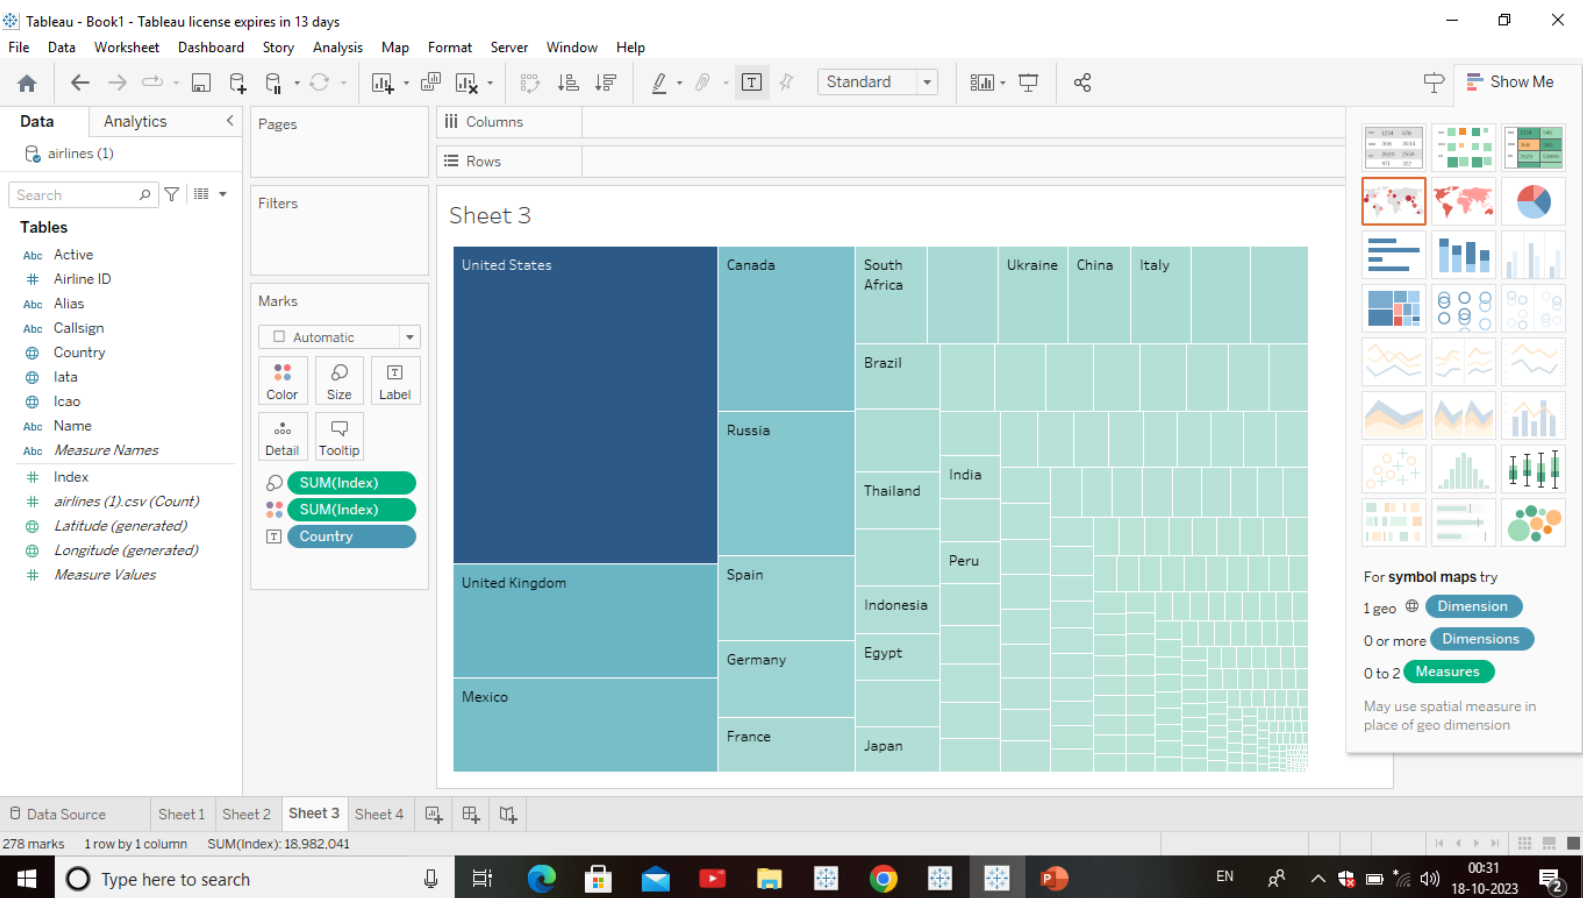 Tableau - Book1 - Tableau license expires in 13 days
File Data Worksheet Dashboard Story Analysis Map Format Server Window Help
Standard
Show Me
Data Analytics
airlines (1)
Search
Tables
Abc Active
# Airline ID
Abc Alias
Abc Callsign
Country
Iata
Icao
Abc Name
Abc Measure Names
# Index
# airlines (1).csv (Count)
Latitude (generated)
Longitude (generated)
# Measure Values
Pages
Filters
Marks
Automatic
Color Size Label
Detail Tooltip
SUM(Index)
SUM(Index)
T Country
Columns
Rows
Sheet 3
United States
United Kingdom
Mexico
Canada
Russia
Spain
Germany
France
South
Africa
Brazil
Thailand
Indonesia
Egypt
Japan
India
Peru
Ukraine
China
Italy
For symbol maps try
1 geo Dimension
0 or more Dimensions
0 to 2 Measures
May use spatial measure in
place of geo dimension
Data Source Sheet 1 Sheet 2 Sheet 3 Sheet 4
278 marks 1 row by 1 column SUM(Index): 18,982,041
Type here to search
EN
00:31
18-10-2023
2